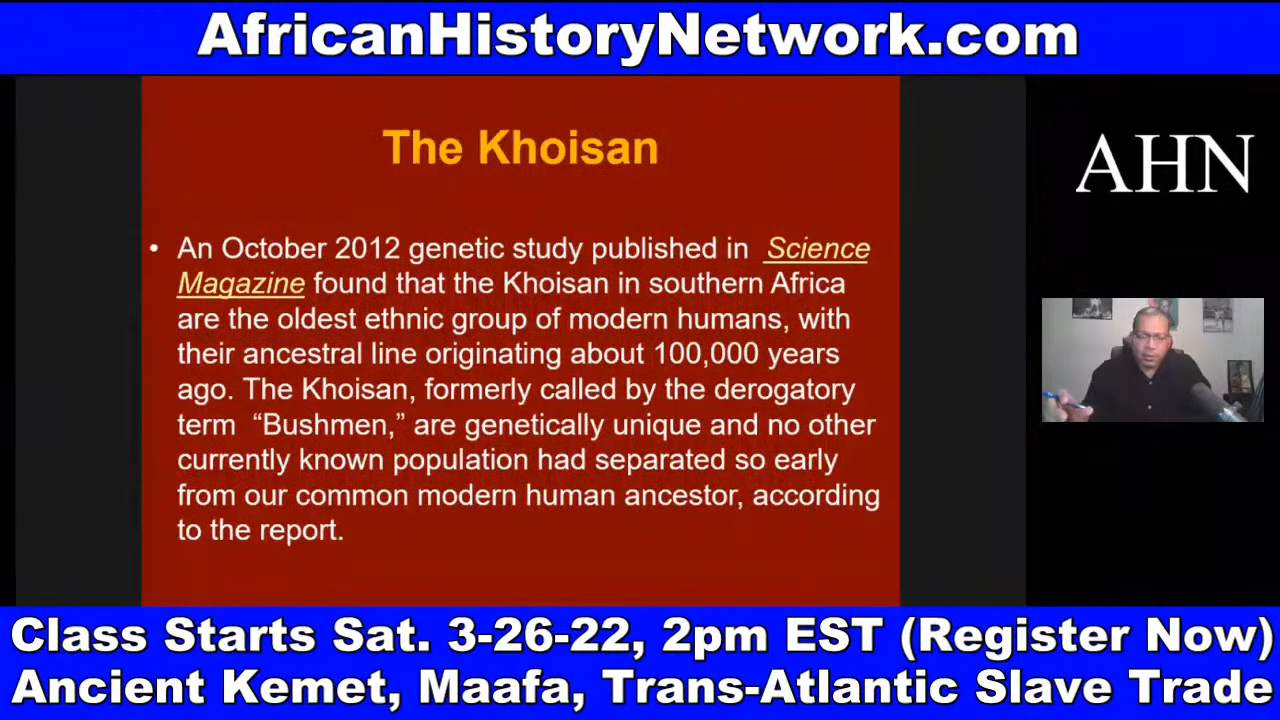 AfricanHistoryNetwork.com
AHN
The Khoisan
• An October 2012 genetic study published in Science
Magazine found that the Khoisan in southern Africa
are the oldest ethnic group of modern humans, with
their ancestral line originating about 100,000 years
ago. The Khoisan, formerly called by the derogatory
term “Bushmen,” are genetically unique and no other
currently known population had separated so early
from our common modern human ancestor, according
to the report.
Class Starts Sat. 3-26-22, 2pm EST (Register Now)
Ancient Kemet, Maafa, Trans-Atlantic Slave Trade